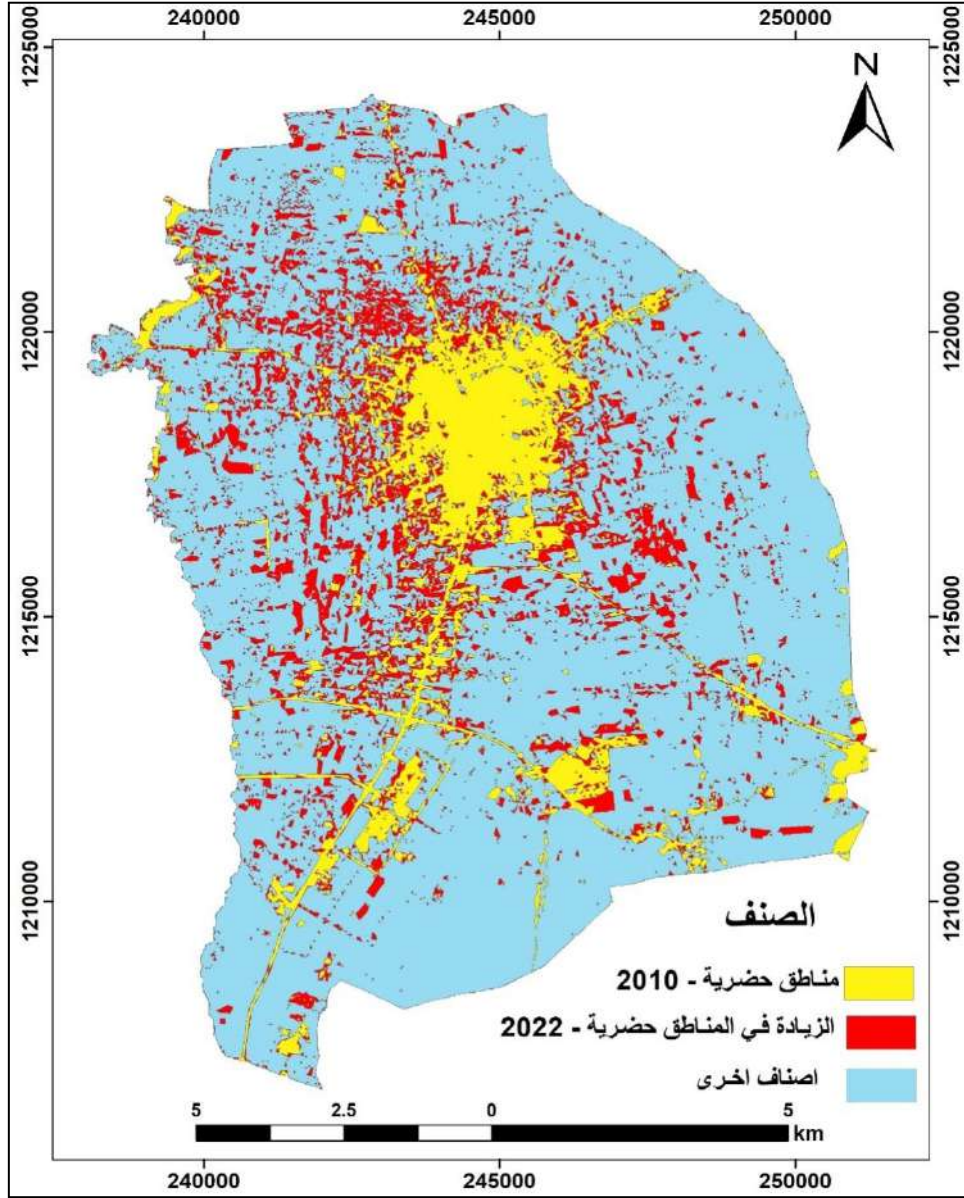 240000 245000 250000
1225000 1225000
N
1220000 1220000
1215000 1215000
1210000 1210000
الصنف
مناطق حضرية - 2010
الزيادة في المناطق حضرية - 2022
اصناف اخرى
5 2.5 0 5
km
240000 245000 250000